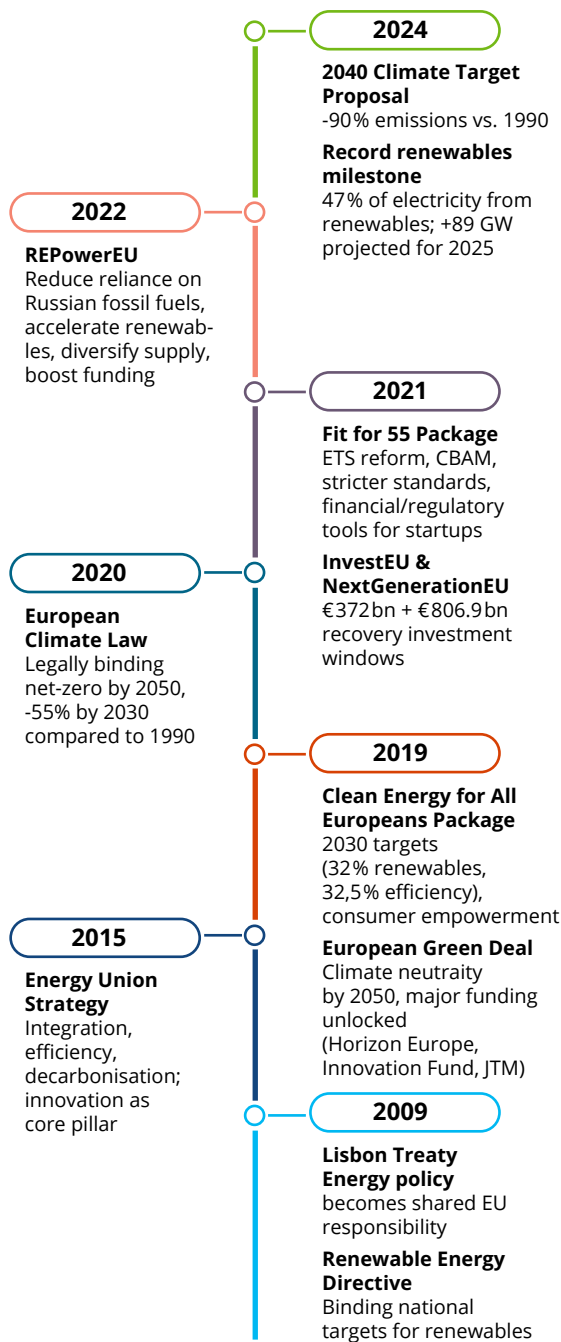 2024
2040 Climate Target
Proposal
-90% emissions vs. 1990
Record renewables
milestone
47% of electricity from
renewables; +89 GW
projected for 2025
2022
REPowerEU
Reduce reliance on
Russian fossil fuels,
accelerate renewab-
les, diversify supply,
boost funding
2021
Fit for 55 Package
ETS reform, CBAM,
stricter standards,
financial/regulatory
tools for startups
InvestEU &
NextGenerationEU
€372bn + €806.9bn
recovery investment
windows
2020
European
Climate Law
Legally binding
net-zero by 2050,
-55% by 2030
compared to 1990
2019
Clean Energy for All
Europeans Package
2030 targets
(32% renewables,
32,5% efficiency),
consumer empowerment
European Green Deal
Climate neutraity
by 2050, major funding
unlocked
(Horizon Europe,
Innovation Fund, JTM)
2015
Energy Union
Strategy
Integration,
efficiency,
decarbonisation;
innovation as
core pillar
2009
Lisbon Treaty
Energy policy
becomes shared EU
responsibility
Renewable Energy
Directive
Binding national
targets for renewables